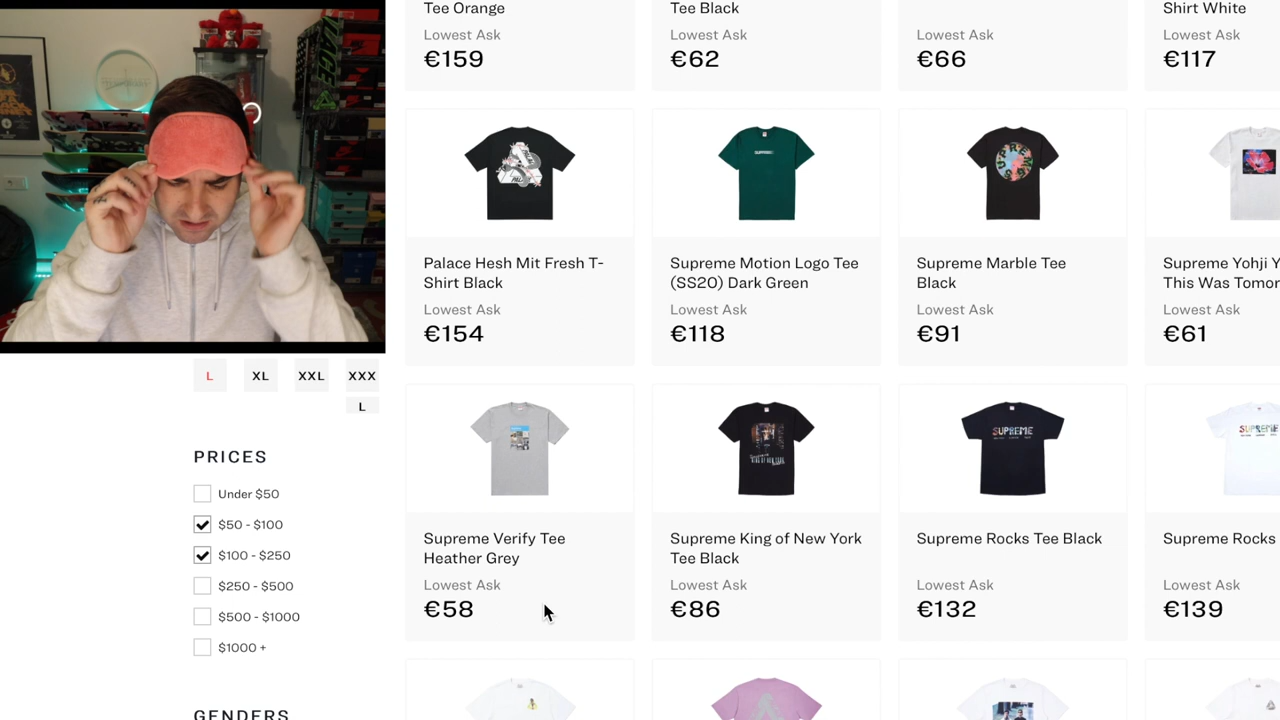 Tee Orange
Lowest Ask
€159
Tee Black
Lowest Ask
€62
Lowest Ask
€66
Shirt White
Lowest Ask
€117
Palace Hesh Mit Fresh T-
Shirt Black
Lowest Ask
€154
Supreme Motion Logo Tee
(SS20) Dark Green
Lowest Ask
€118
Supreme Marble Tee
Black
Lowest Ask
€91
Supreme Yohji Y
This Was Tomor
Lowest Ask
€61
L
XL
XXL
XXX
L
PRICES
Under $50
$50 - $100
$100 - $250
$250 - $500
$500 - $1000
$1000 +
GENDERS
SUPREME
SUPREME
Supreme Verify Tee
Heather Grey
Lowest Ask
€58
Supreme King of New York
Tee Black
Lowest Ask
€86
Supreme Rocks Tee Black
Lowest Ask
€132
Supreme Rocks
Lowest Ask
€139